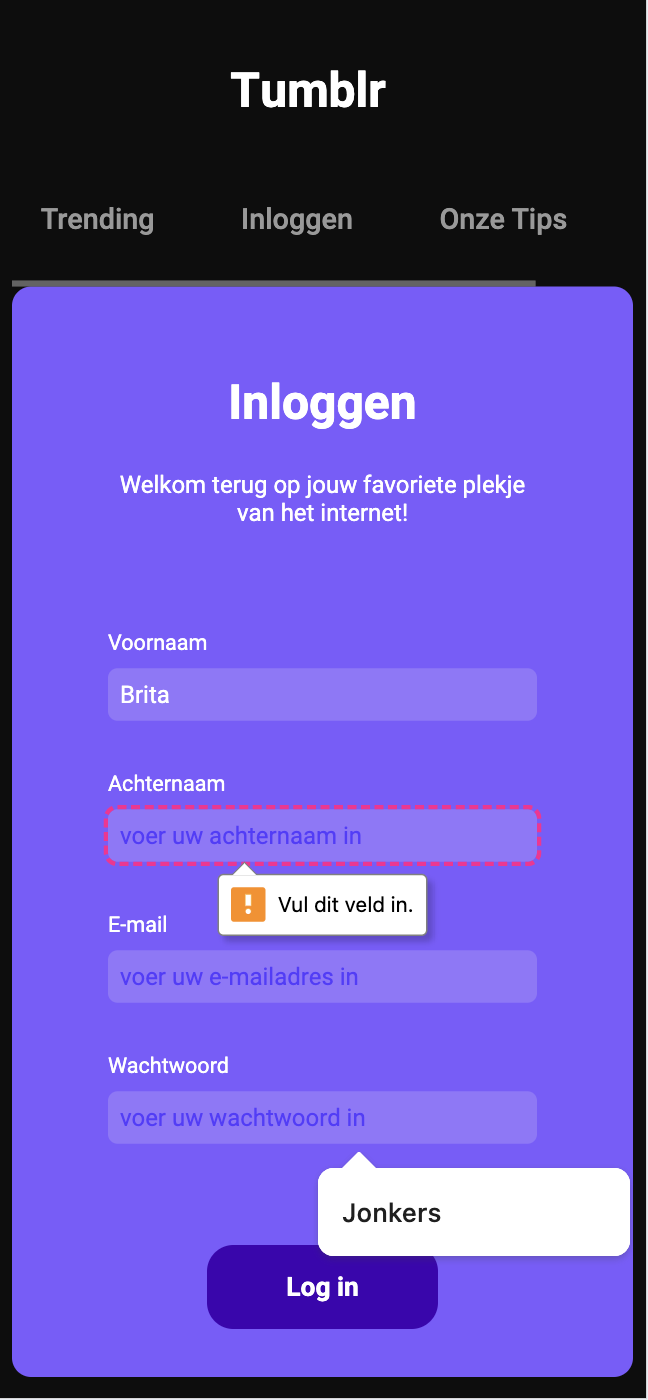 Tumblr
Trending Inloggen Onze Tips
Inloggen
Welkom terug op jouw favoriete plekje
van het internet!
Voornaam
Brita
Achternaam
voer uw achternaam in
! Vul dit veld in.
E-mail
voer uw e-mailadres in
Wachtwoord
voer uw wachtwoord in
Jonkers
Log in